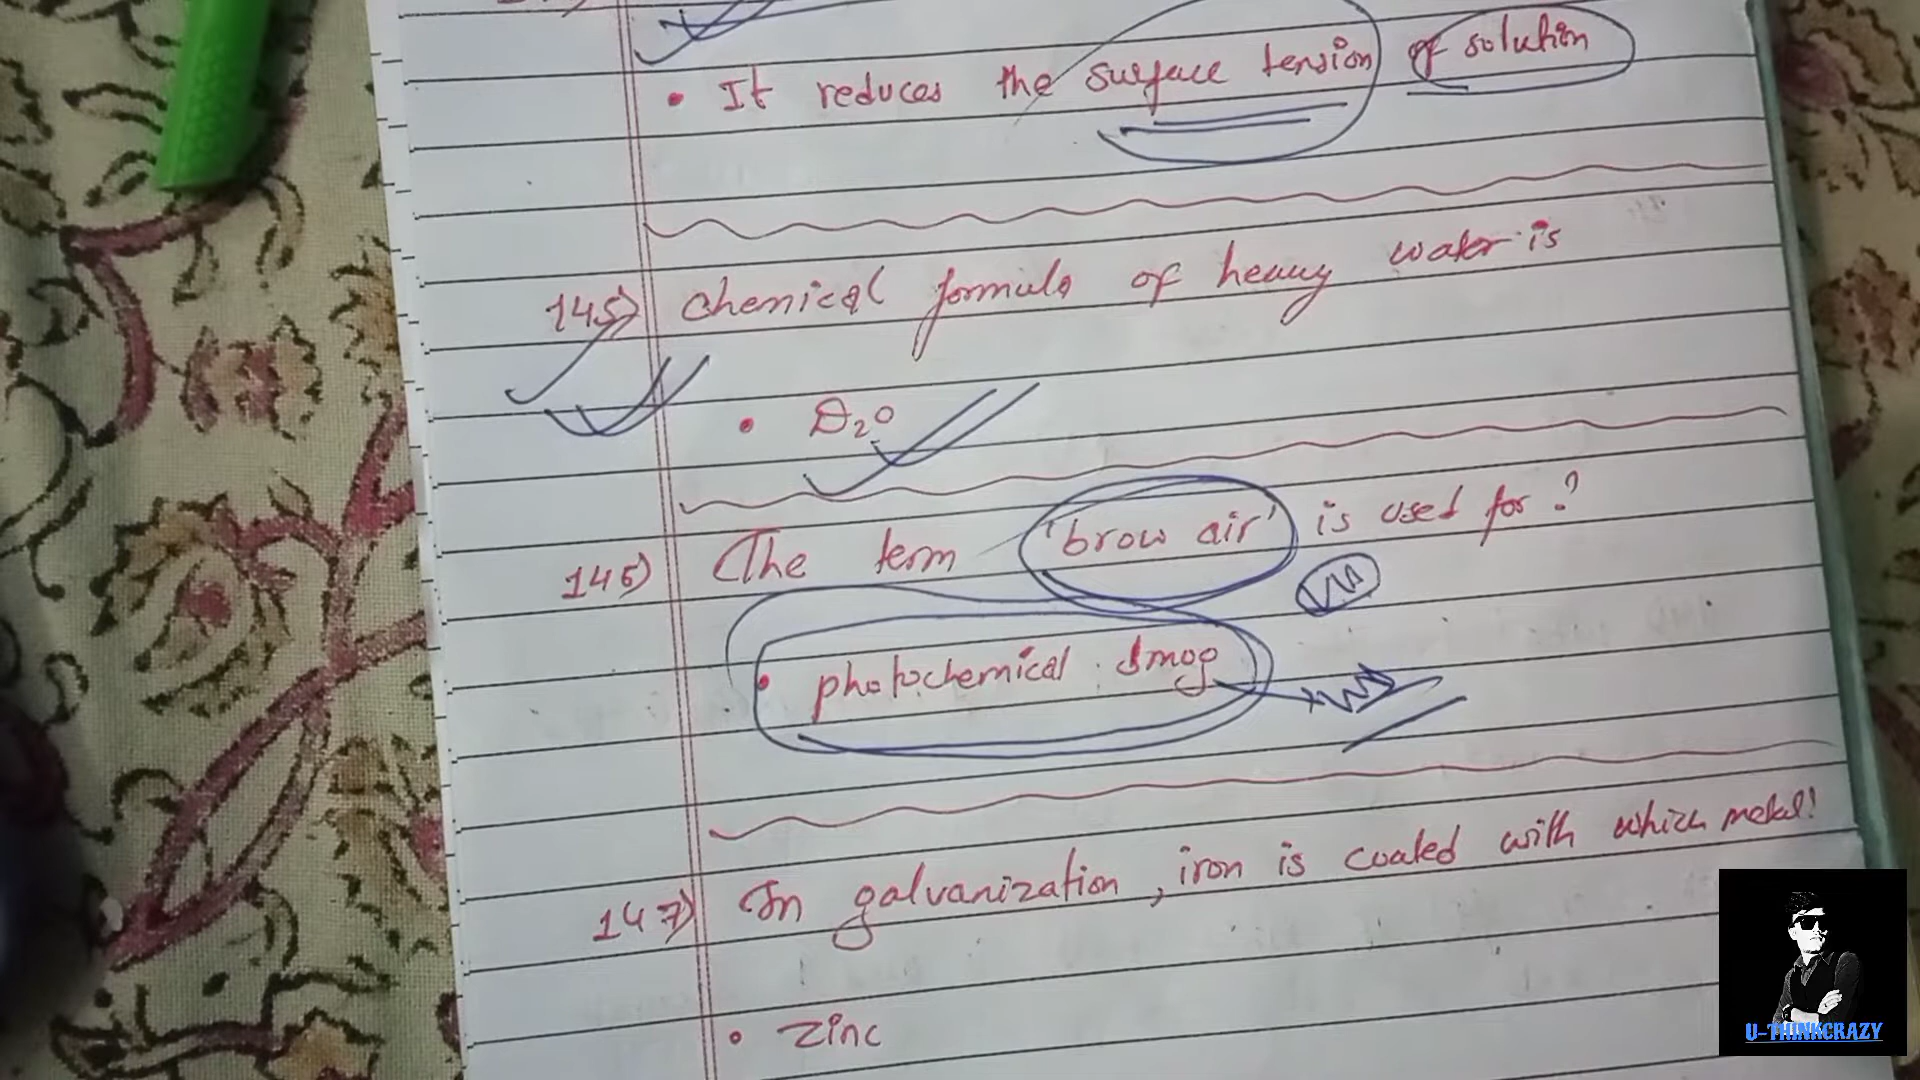 • It reduces the surface tension of solution
145) Chemical formula of heavy water is
• D₂O
146) The term 'brow air' is used for?
• photochemical smog
147) In galvanization, iron is coated with which metal?
• Zinc
U-THINKCRAZY